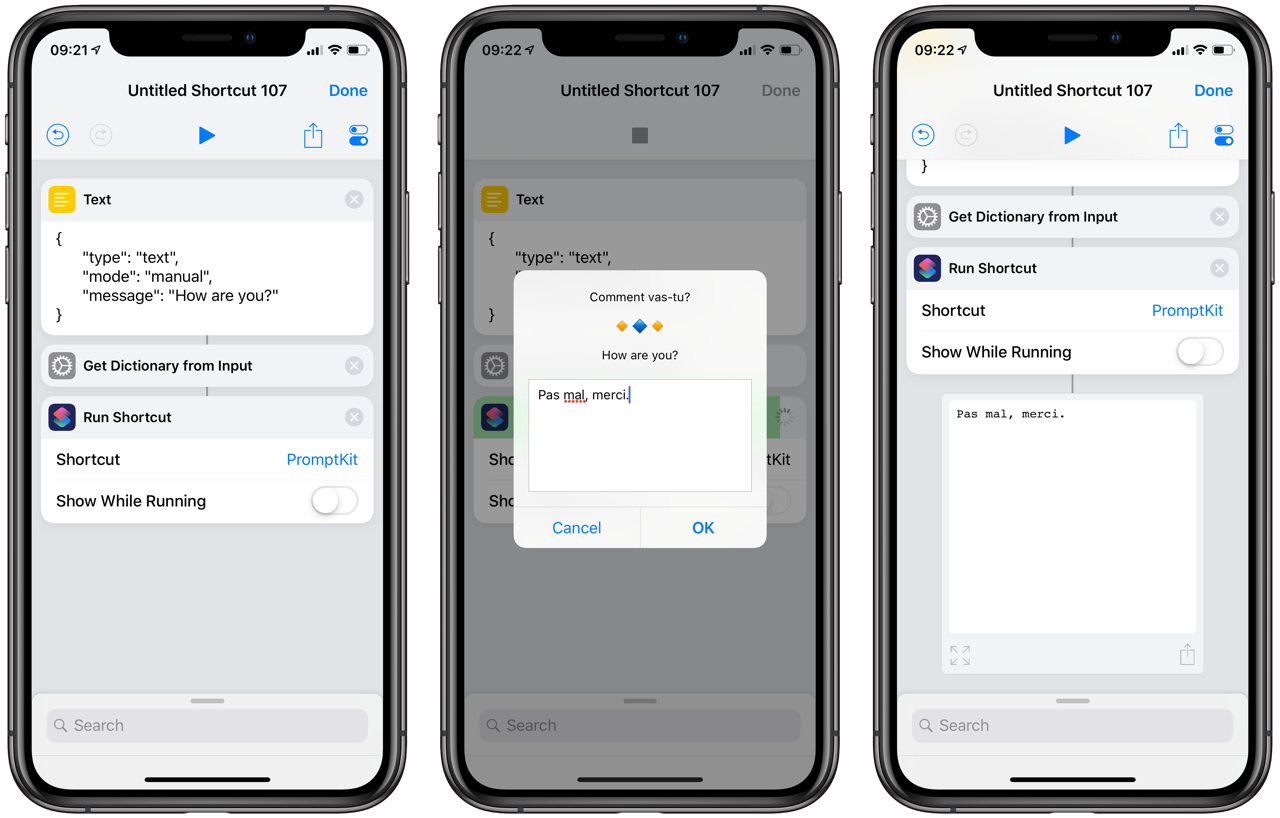 09:21
Untitled Shortcut 107
Done
Text
{
"type": "text",
"mode": "manual",
"message": "How are you?"
}
Get Dictionary from Input
Run Shortcut
Shortcut
PromptKit
Show While Running
Search
09:22
Untitled Shortcut 107
Done
Text
{
"type": "text",
}
Comment vas-tu?
How are you?
Pas mal, merci.
Cancel
OK
Sho
tKit
Sho
Search
09:22
Untitled Shortcut 107
Done
}
Get Dictionary from Input
Run Shortcut
Shortcut
PromptKit
Show While Running
Pas mal, merci.
Search